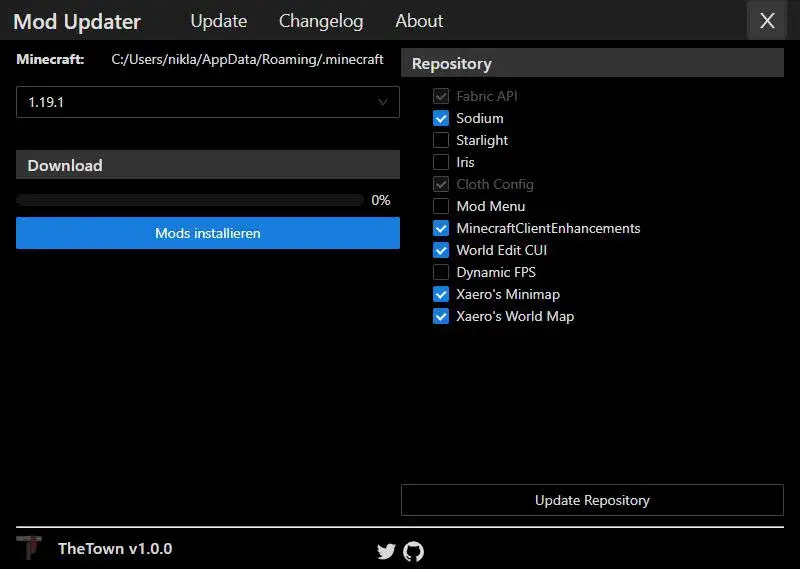 Mod Updater Update Changelog About X
Minecraft: C:/Users/nikla/AppData/Roaming/.minecraft
1.19.1
Download
0%
Mods installieren
Repository
Fabric API
Sodium
Starlight
Iris
Cloth Config
Mod Menu
MinecraftClientEnhancements
World Edit CUI
Dynamic FPS
Xaero's Minimap
Xaero's World Map
Update Repository
TheTown v1.0.0